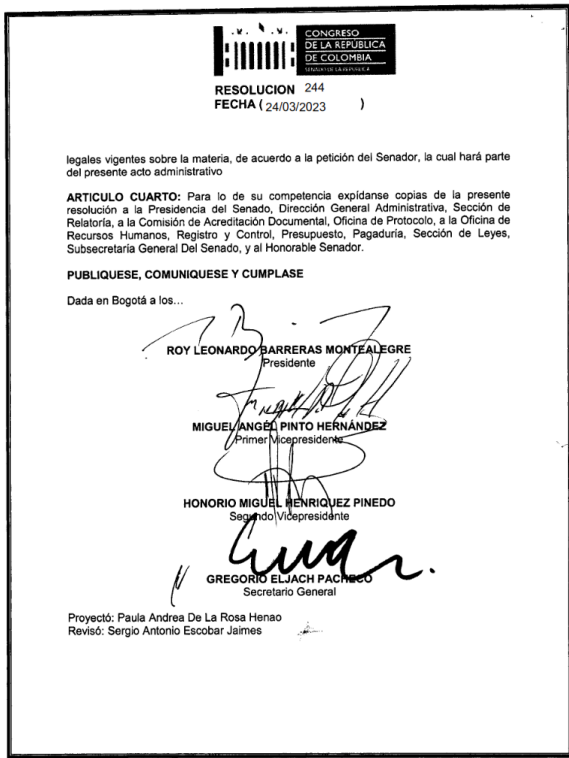 CONGRESO
DE LA REPÚBLICA
DE COLOMBIA
SENADO DE LA REPÚBLICA
RESOLUCION 244
FECHA ( 24/03/2023 )
legales vigentes sobre la materia, de acuerdo a la petición del Senador, la cual hará parte
del presente acto administrativo
ARTICULO CUARTO: Para lo de su competencia expídanse copias de la presente
resolución a la Presidencia del Senado, Dirección General Administrativa, Sección de
Relatoría, a la Comisión de Acreditación Documental, Oficina de Protocolo, a la Oficina de
Recursos Humanos, Registro y Control, Presupuesto, Pagaduría, Sección de Leyes,
Subsecretaría General Del Senado, y al Honorable Senador.
PUBLIQUESE, COMUNIQUESE Y CUMPLASE
Dada en Bogotá a los...
ROY LEONARDO BARRERAS MONTEALEGRE
Presidente
MIGUEL ANGEL PINTO HERNÁNDEZ
Primer Vicepresidente
HONORIO MIGUEL HENRIQUEZ PINEDO
Segundo Vicepresidente
GREGORIO ELJACH PACHECO
Secretario General
Proyectó: Paula Andrea De La Rosa Henao
Revisó: Sergio Antonio Escobar Jaimes